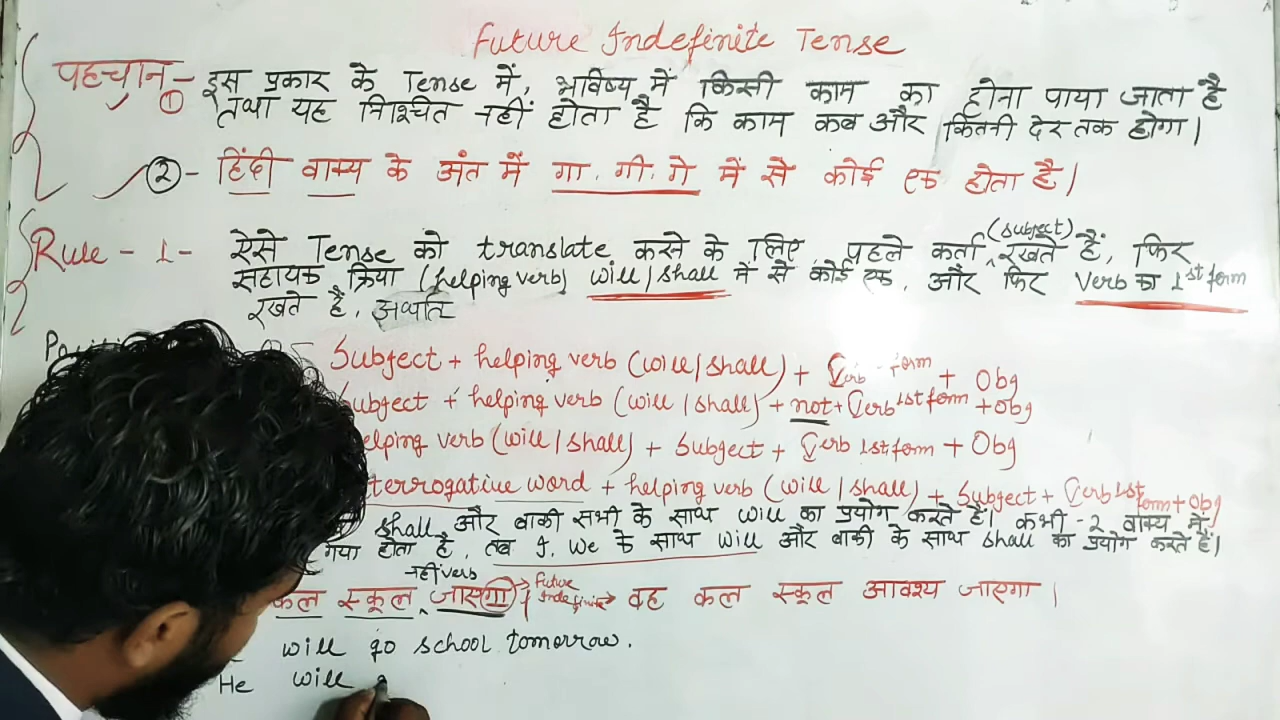 Future Indefinite Tense
पहचान - ① इस प्रकार के Tense में, भविष्य में किसी काम का होना पाया जाता है
तथा यह निश्चित नहीं होता है कि काम कब और कितनी देर तक होगा।
② - हिंदी वाक्य के अंत में गा. गी. गे में से कोई एक होता है।
Rule - 1 - ऐसे Tense को translate करने के लिए पहले कर्ता (subject) रखते हैं, फिर
सहायक क्रिया (helping verb) will/shall में से कोई एक, और फिर Verb का 1st form
रखते है, अर्थात
Subject + helping verb (will/shall) + Verb form + Obj
ubject + helping verb (will/shall) + not + Verb 1st form + obj
elping verb (will/shall) + Subject + Verb 1st form + Obj
terrogative word + helping verb (will/shall) + Subject + Verb 1st form + Obj
shall और बाकी सभी के साथ will का प्रयोग करते हैं। कभी-2 वाक्य में
गया होता है, तब I, We के साथ will और बाकी के साथ shall का प्रयोग करते हैं।
नहीं verb
कल स्कूल जाएगा → Future Indefinite → वह कल स्कूल आवश्य जाएगा।
will go school tomorrow.
He will